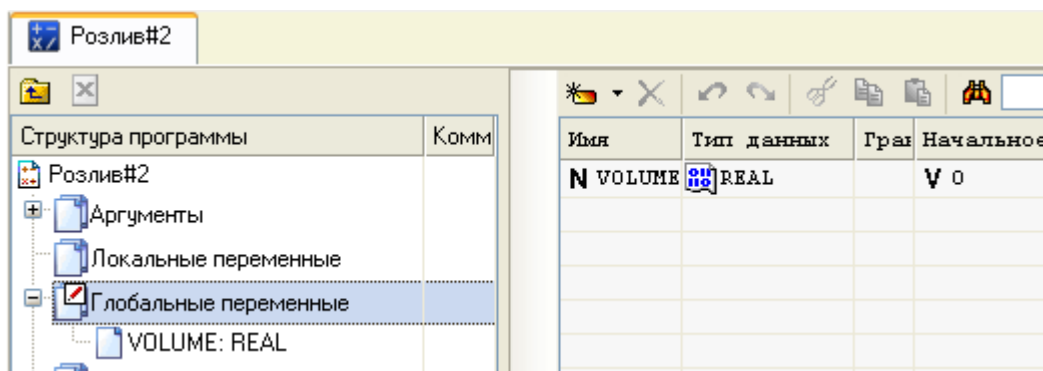 Розлив#2
Структура программы Комм
Розлив#2
Аргументы
Локальные переменные
Глобальные переменные
VOLUME: REAL
Имя Тип данных Гран Начальное
N VOLUME REAL V 0